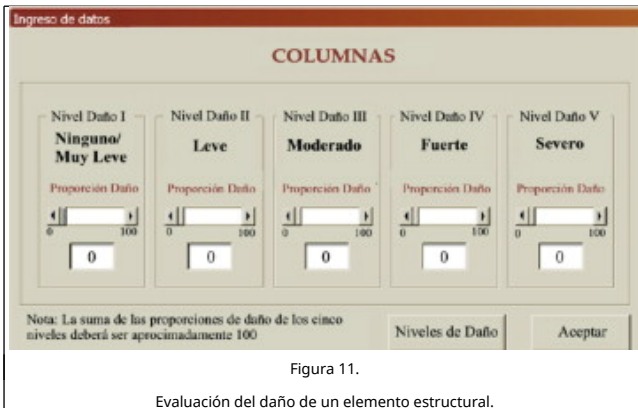 Ingreso de datos
COLUMNAS
Nivel Daño I Nivel Daño II Nivel Daño III Nivel Daño IV Nivel Daño V
Ninguno/ Leve Moderado Fuerte Severo
Muy Leve
Proporción Daño Proporción Daño Proporción Daño Proporción Daño Proporción Daño
0 100 0 100 0 100 0 100 0 100
0 0 0 0 0
Nota: La suma de las proporciones de daño de los cinco
niveles deberá ser aprocimadamente 100
Niveles de Daño Aceptar
Figura 11.
Evaluación del daño de un elemento estructural.